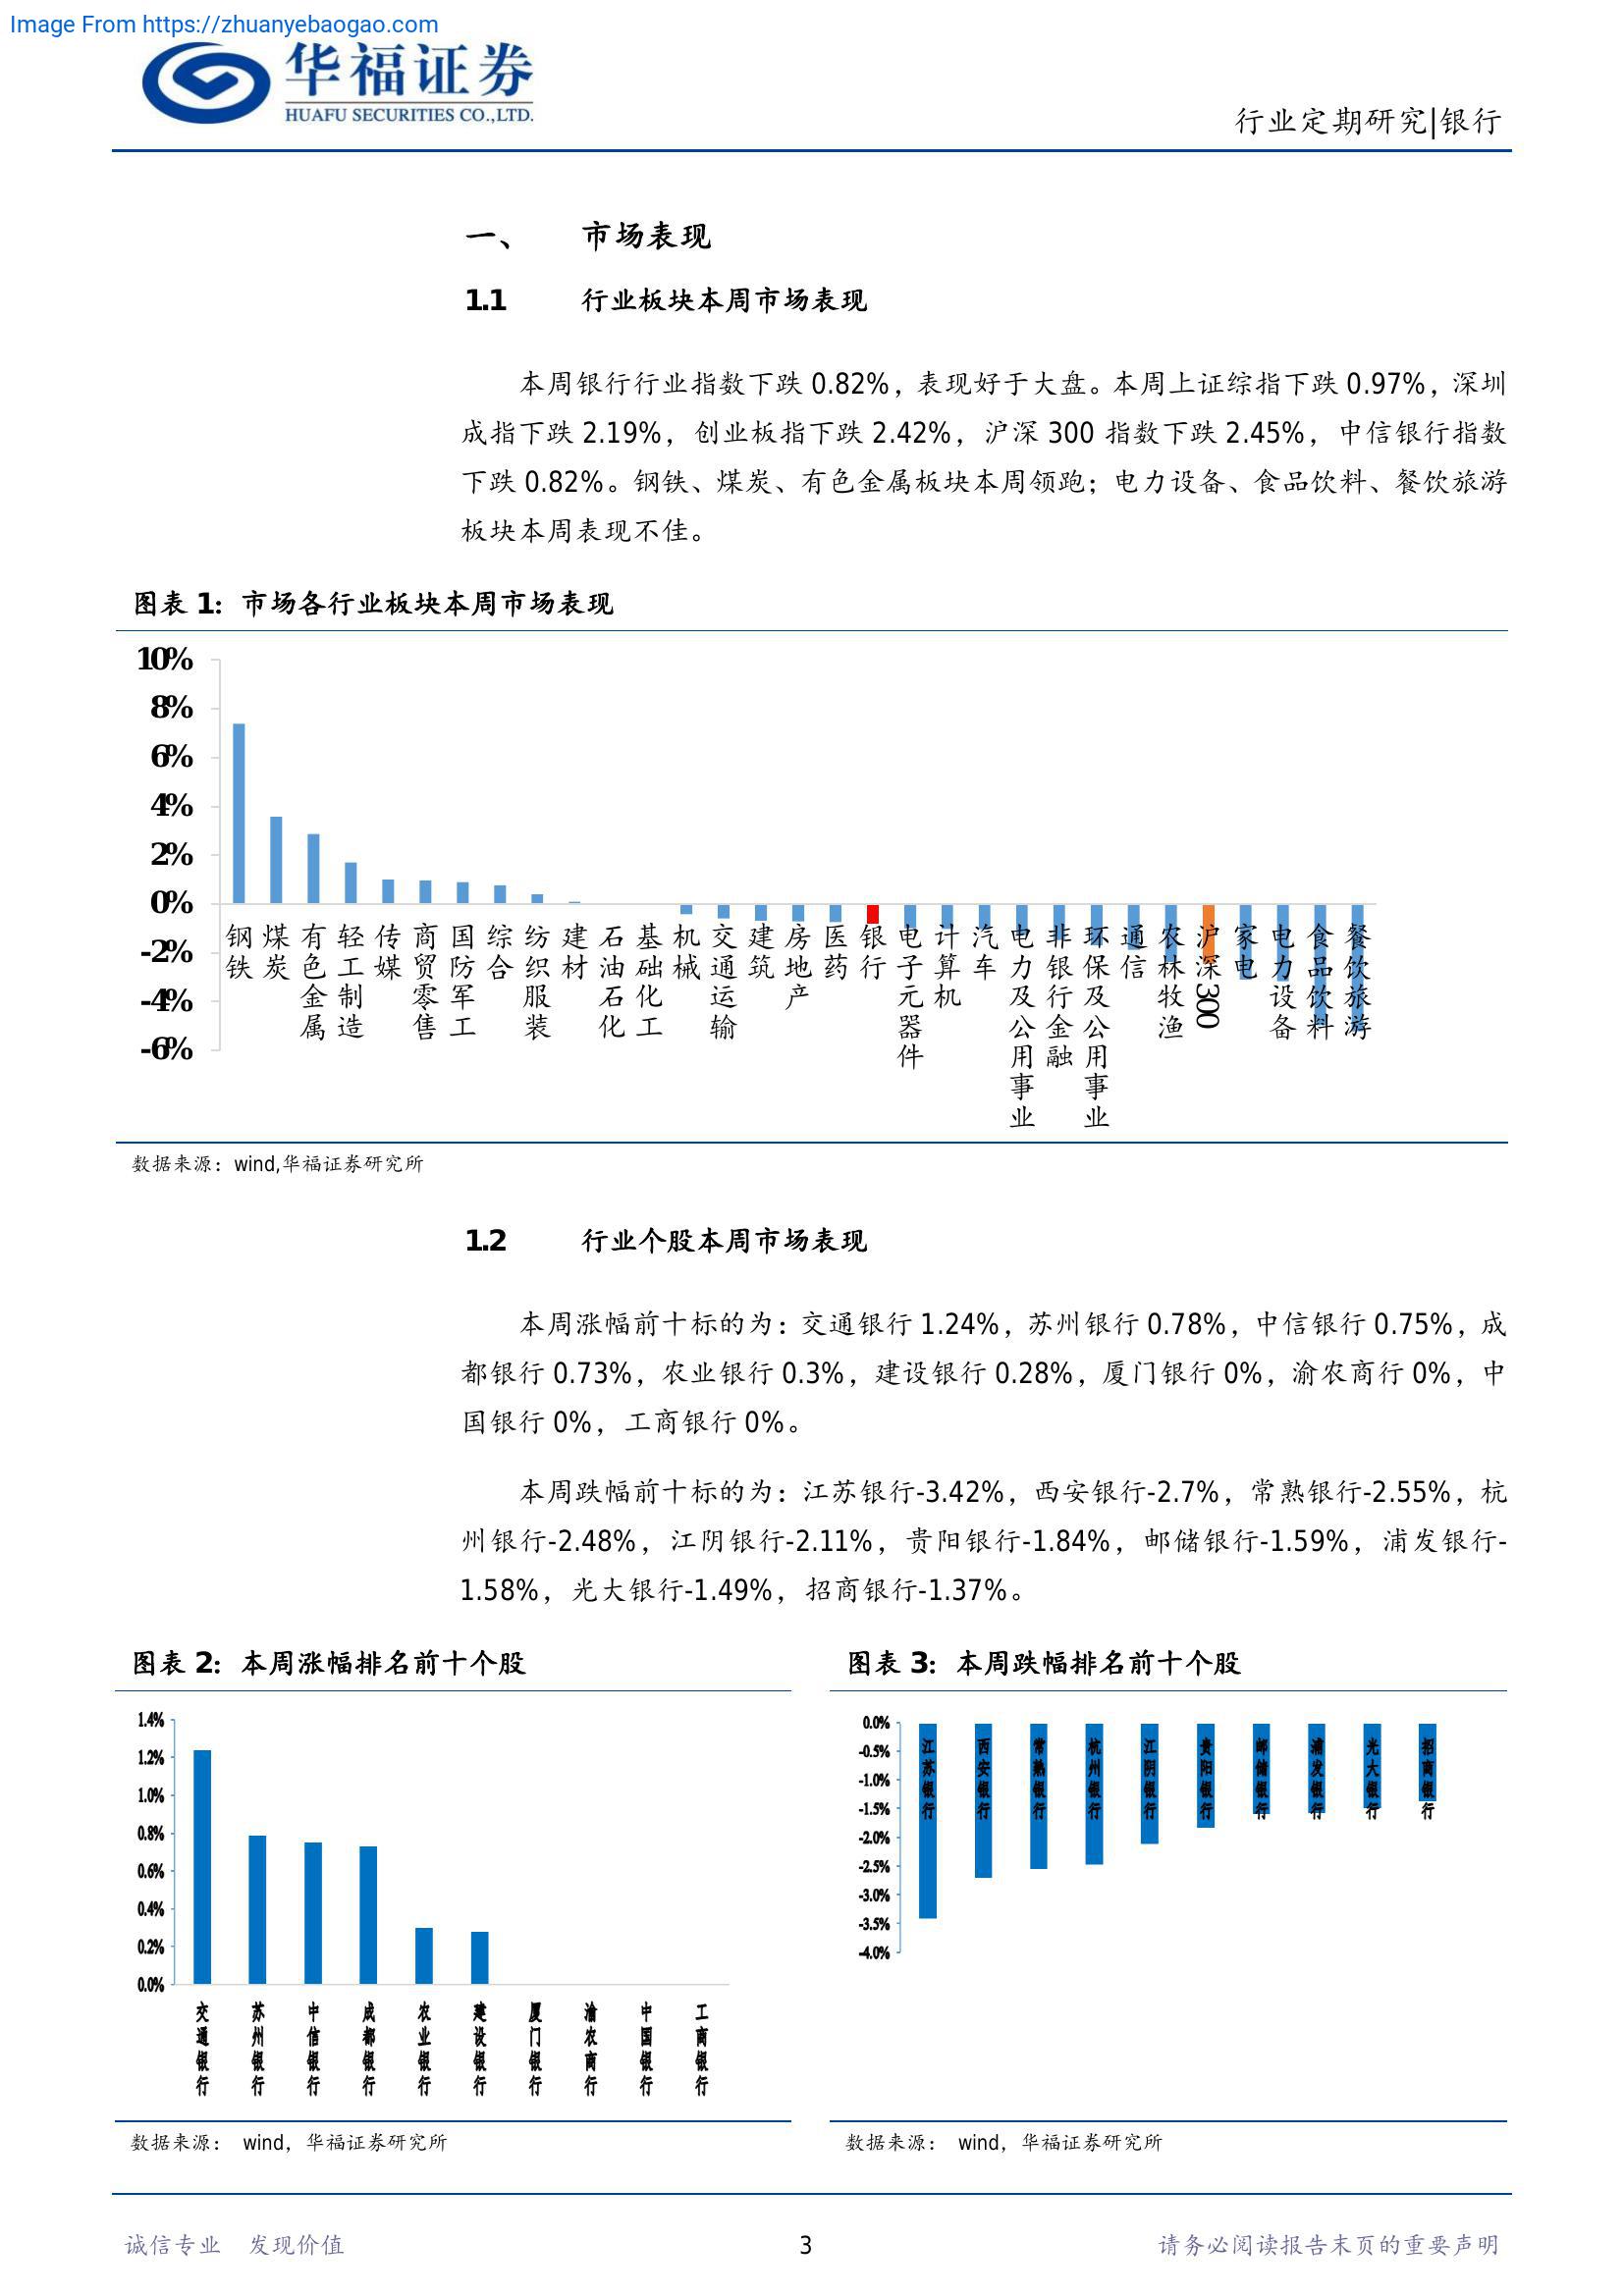 Image From https://zhuanyebaogao.com
华福证券
HUAFU SECURITIES CO.,LTD.
行业定期研究|银行
一、 市场表现
1.1 行业板块本周市场表现
本周银行行业指数下跌 0.82%，表现好于大盘。本周上证综指下跌 0.97%，深圳
成指下跌 2.19%，创业板指下跌 2.42%，沪深 300 指数下跌 2.45%，中信银行指数
下跌 0.82%。钢铁、煤炭、有色金属板块本周领跑；电力设备、食品饮料、餐饮旅游
板块本周表现不佳。
图表 1：市场各行业板块本周市场表现
10%
8%
6%
4%
2%
0%
-2%
-4%
-6%
钢铁
煤炭
有色金属
轻工制造
传媒
商贸零售
国防军工
综合
纺织服装
建材
石油石化
基础化工
机械
交通运输
建筑
房地产
医药
银行
电子元器件
计算机
汽车
电力及公用事业
非银行金融
环保及公用事业
通信
农林牧渔
沪深300
家电
电力设备
食品饮料
餐饮旅游
数据来源：wind,华福证券研究所
1.2 行业个股本周市场表现
本周涨幅前十标的为：交通银行 1.24%，苏州银行 0.78%，中信银行 0.75%，成
都银行 0.73%，农业银行 0.3%，建设银行 0.28%，厦门银行 0%，渝农商行 0%，中
国银行 0%，工商银行 0%。
本周跌幅前十标的为：江苏银行-3.42%，西安银行-2.7%，常熟银行-2.55%，杭
州银行-2.48%，江阴银行-2.11%，贵阳银行-1.84%，邮储银行-1.59%，浦发银行-
1.58%，光大银行-1.49%，招商银行-1.37%。
图表 2：本周涨幅排名前十个股
1.4%
1.2%
1.0%
0.8%
0.6%
0.4%
0.2%
0.0%
交通银行
苏州银行
中信银行
成都银行
农业银行
建设银行
厦门银行
渝农商行
中国银行
工商银行
数据来源： wind，华福证券研究所
图表 3：本周跌幅排名前十个股
0.0%
-0.5%
-1.0%
-1.5%
-2.0%
-2.5%
-3.0%
-3.5%
-4.0%
江苏银行
西安银行
常熟银行
杭州银行
江阴银行
贵阳银行
邮储银行
浦发银行
光大银行
招商银行
数据来源： wind，华福证券研究所
诚信专业 发现价值
3
请务必阅读报告末页的重要声明